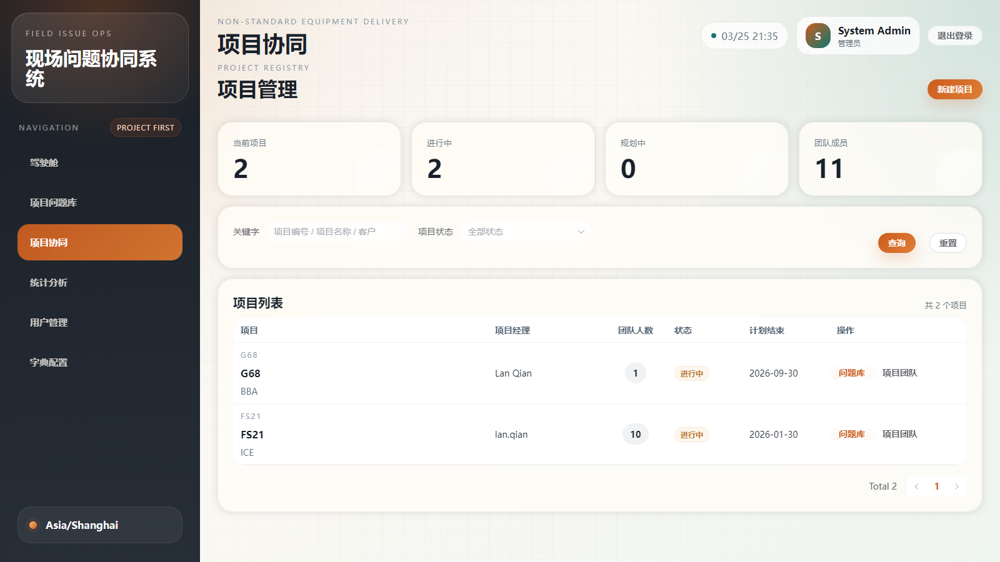 FIELD ISSUE OPS
现场问题协同系
统
NAVIGATION
PROJECT FIRST
驾驶舱
项目问题库
项目协同
统计分析
用户管理
字典配置
Asia/Shanghai
NON-STANDARD EQUIPMENT DELIVERY
项目协同
03/25 21:35
S
System Admin
管理员
退出登录
PROJECT REGISTRY
项目管理
新建项目
当前项目
2
进行中
2
规划中
0
团队成员
11
关键字 项目编号 / 项目名称 / 客户 项目状态 全部状态
查询 重置
项目列表
共 2 个项目
项目 项目经理 团队人数 状态 计划结束 操作
G68
G68
BBA
Lan Qian 1 进行中 2026-09-30 问题库 项目团队
FS21
FS21
ICE
lan.qian 10 进行中 2026-01-30 问题库 项目团队
Total 2 1